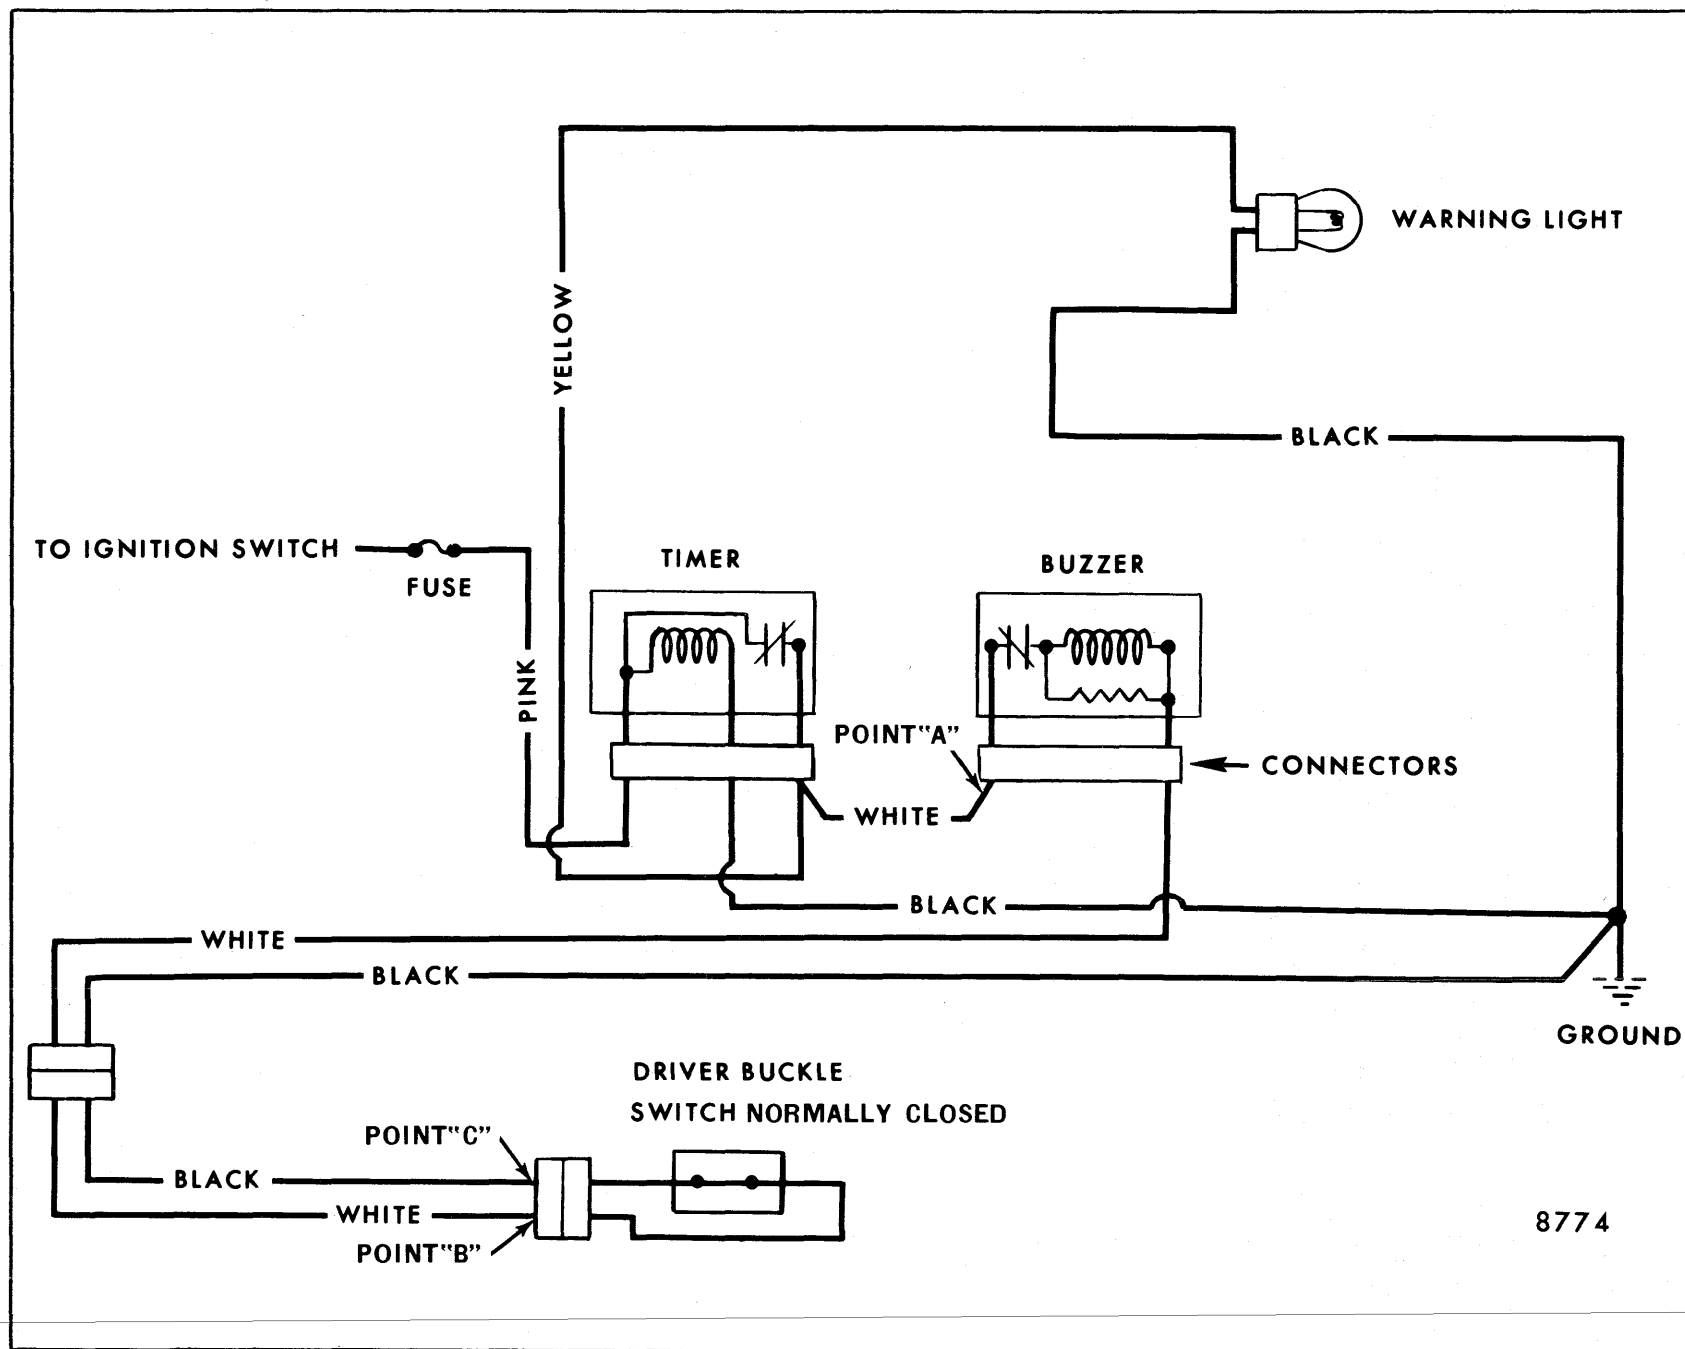 WARNING LIGHT
YELLOW
BLACK
TO IGNITION SWITCH
FUSE
TIMER
BUZZER
PINK
POINT"A"
CONNECTORS
WHITE
BLACK
WHITE
BLACK
GROUND
DRIVER BUCKLE
SWITCH NORMALLY CLOSED
POINT"C"
BLACK
WHITE
POINT"B"
8774